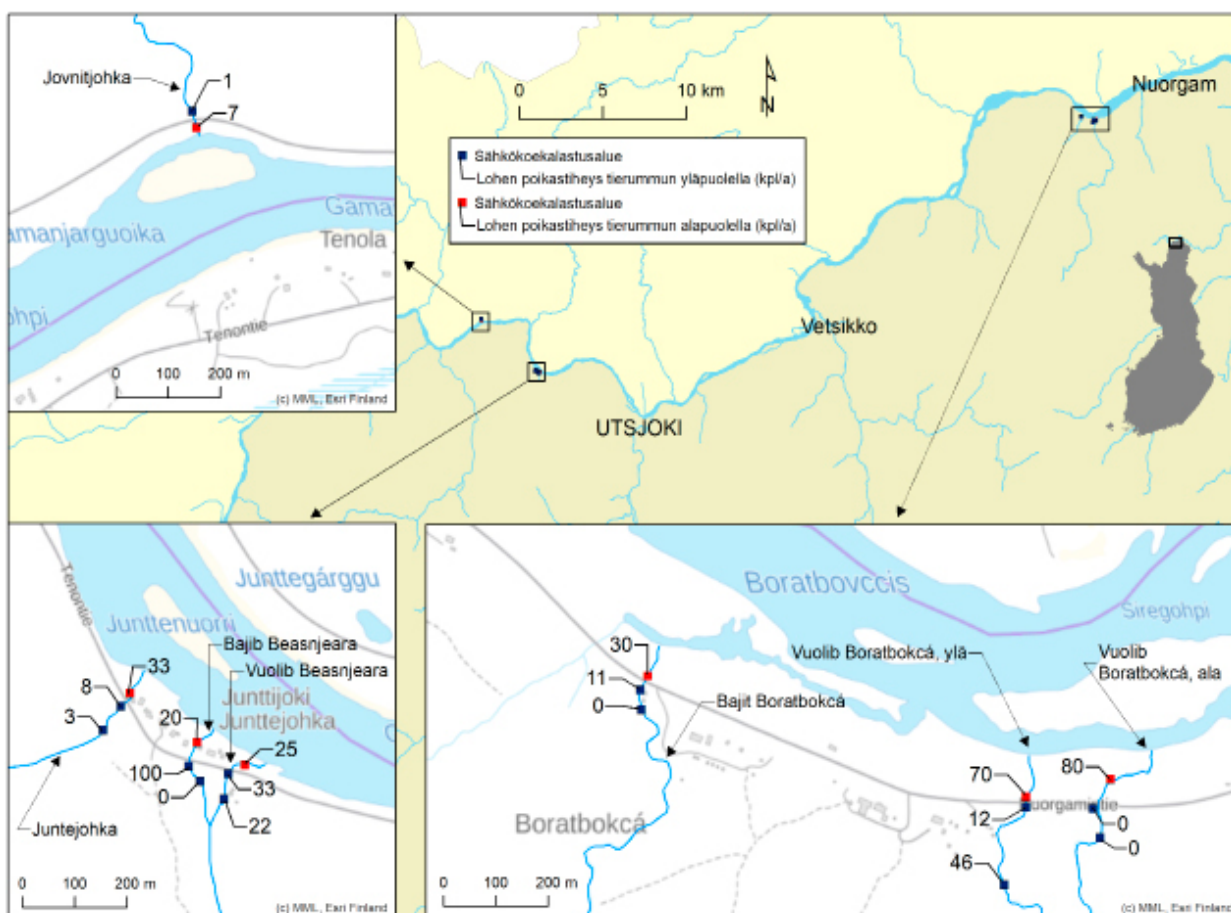 Jovnitjohka
1
7
Gama
amanjarguoika
Tenola
ohpi
Tenontie
0 100 200 m
(c) MML, Esri Finland
0 5 10 km
N
Nuorgam
Sähkökoekalastusalue
Lohen poikastiheys tierummun yläpuolella (kpl/a)
Sähkökoekalastusalue
Lohen poikastiheys tierummun alapuolella (kpl/a)
Vetsikko
UTSJOKI
Tenontie
Junttegárggu
Junttenuorri
Bajib Beasnjeara
Vuolib Beasnjeara
33
8
3
Junttijoki
Junttejohka
20
25
100
0
33
22
Juntejohka
0 100 200 m
(c) MML, Esri Finland
Boratbovccis
Siregohpi
30
11
0
Vuolib Boratbokcá, ylä
Vuolib
Boratbokcá, ala
Bajit Boratbokcá
70
80
12
uorgamintie
0
0
Boratbokcá
46
0 100 200 m
(c) MML, Esri Finland